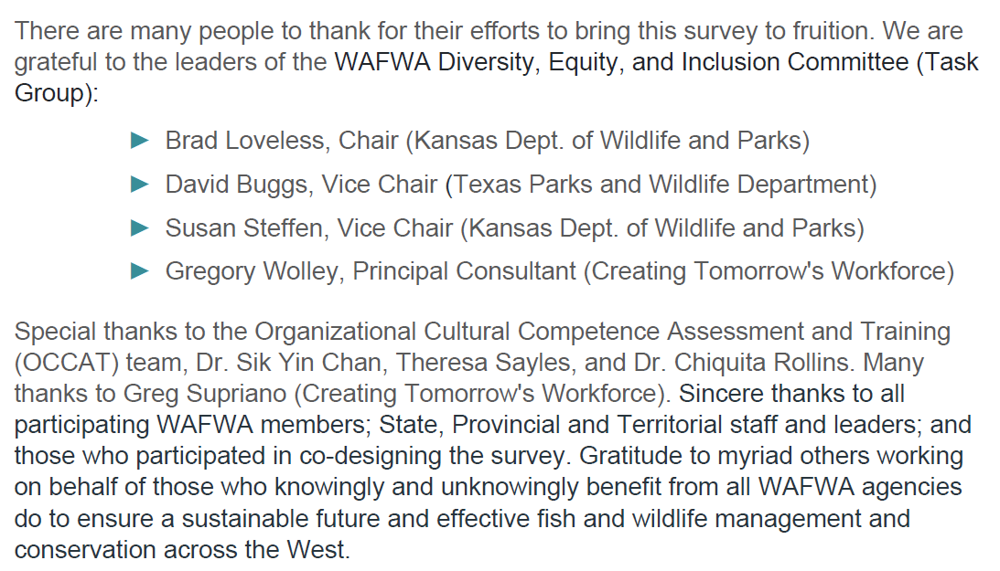 There are many people to thank for their efforts to bring this survey to fruition. We are
grateful to the leaders of the WAFWA Diversity, Equity, and Inclusion Committee (Task
Group):
► Brad Loveless, Chair (Kansas Dept. of Wildlife and Parks)
► David Buggs, Vice Chair (Texas Parks and Wildlife Department)
► Susan Steffen, Vice Chair (Kansas Dept. of Wildlife and Parks)
► Gregory Wolley, Principal Consultant (Creating Tomorrow's Workforce)
Special thanks to the Organizational Cultural Competence Assessment and Training
(OCCAT) team, Dr. Sik Yin Chan, Theresa Sayles, and Dr. Chiquita Rollins. Many
thanks to Greg Supriano (Creating Tomorrow's Workforce). Sincere thanks to all
participating WAFWA members; State, Provincial and Territorial staff and leaders; and
those who participated in co-designing the survey. Gratitude to myriad others working
on behalf of those who knowingly and unknowingly benefit from all WAFWA agencies
do to ensure a sustainable future and effective fish and wildlife management and
conservation across the West.